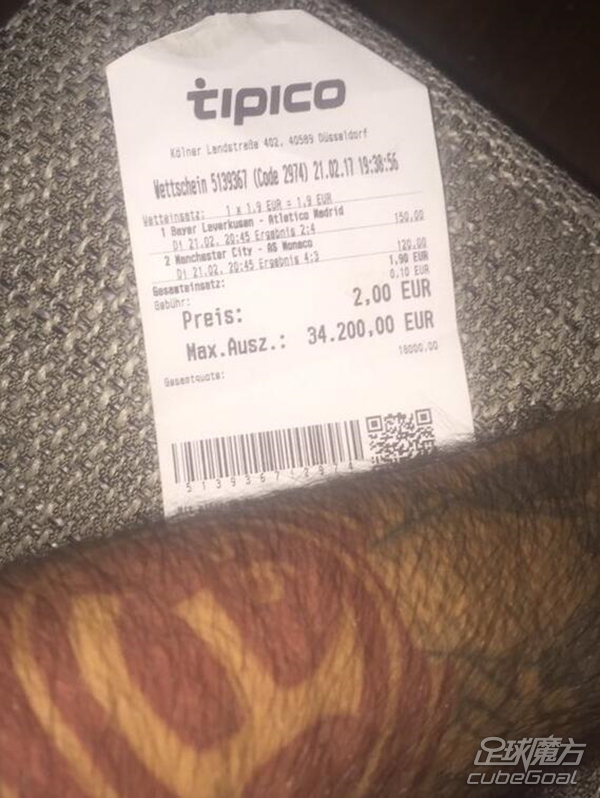 tipico
Kölner Landstraße 402, 40589 Düsseldorf
Wettschein 5139367 (Code 2974) 21.02.17 19:38:56
Wetteinsatz: 1 x 1,9 EUR = 1,9 EUR
1 Bayer Leverkusen - Atletico Madrid 150.00
Di 21.02. 20:45 Ergebnis 2:4
2 Manchester City - AS Monaco 120.00
Di 21.02. 20:45 Ergebnis 4:3
Gesamteinsatz: 1,90 EUR
Gebühr: 0,10 EUR
Preis: 2,00 EUR
Max.Ausz.: 34.200,00 EUR
Gesamtquote: 18000.00
足球魔方
cubeGoal